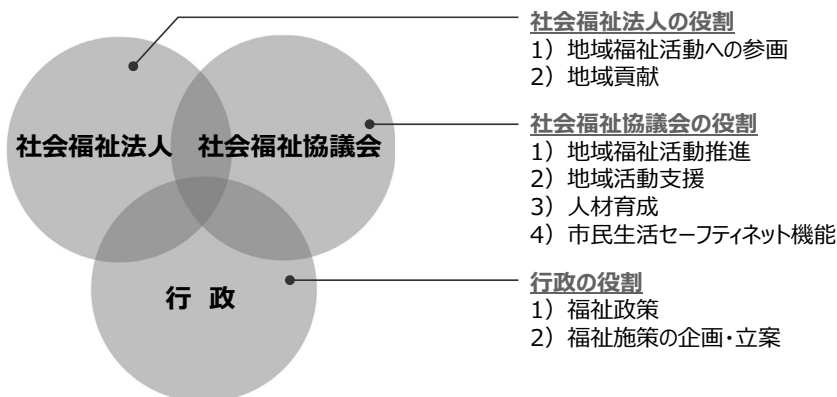 社会福祉法人
社会福祉協議会
行 政
社会福祉法人の役割
1）地域福祉活動への参画
2）地域貢献
社会福祉協議会の役割
1）地域福祉活動推進
2）地域活動支援
3）人材育成
4）市民生活セーフティネット機能
行政の役割
1）福祉政策
2）福祉施策の企画・立案